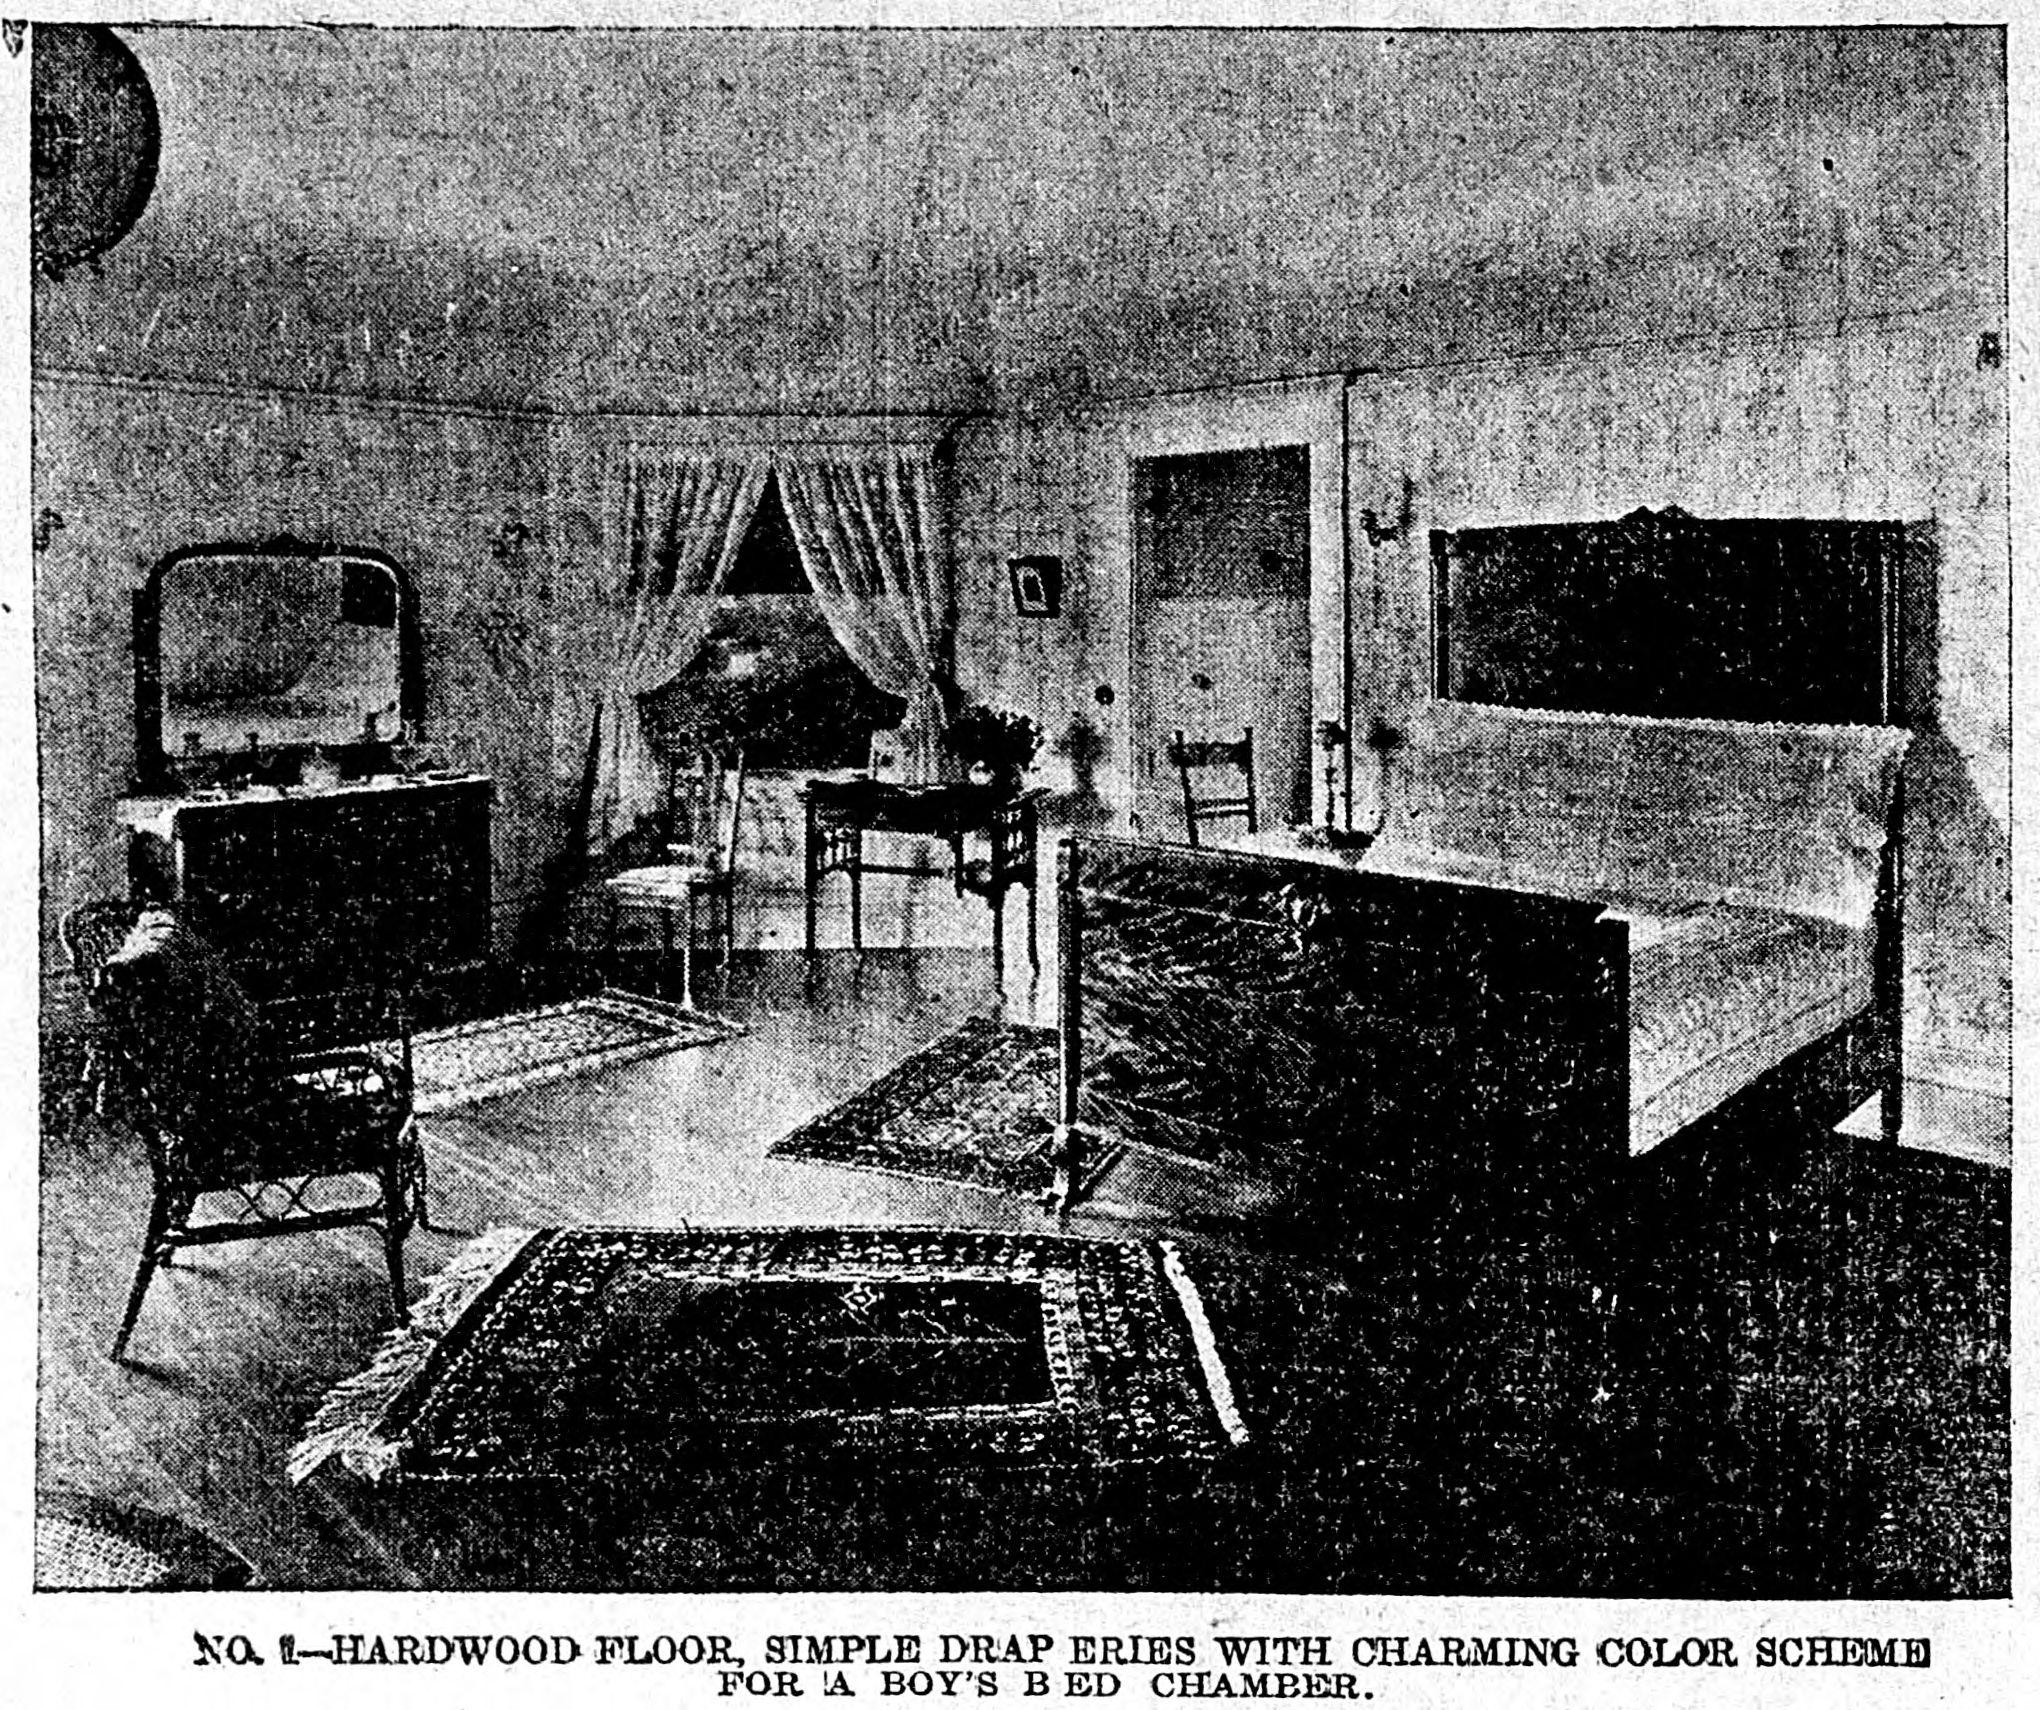 NO. 1—HARDWOOD FLOOR, SIMPLE DRAP ERIES WITH CHARMING COLOR SCHEME
FOR A BOY'S B ED CHAMBER.